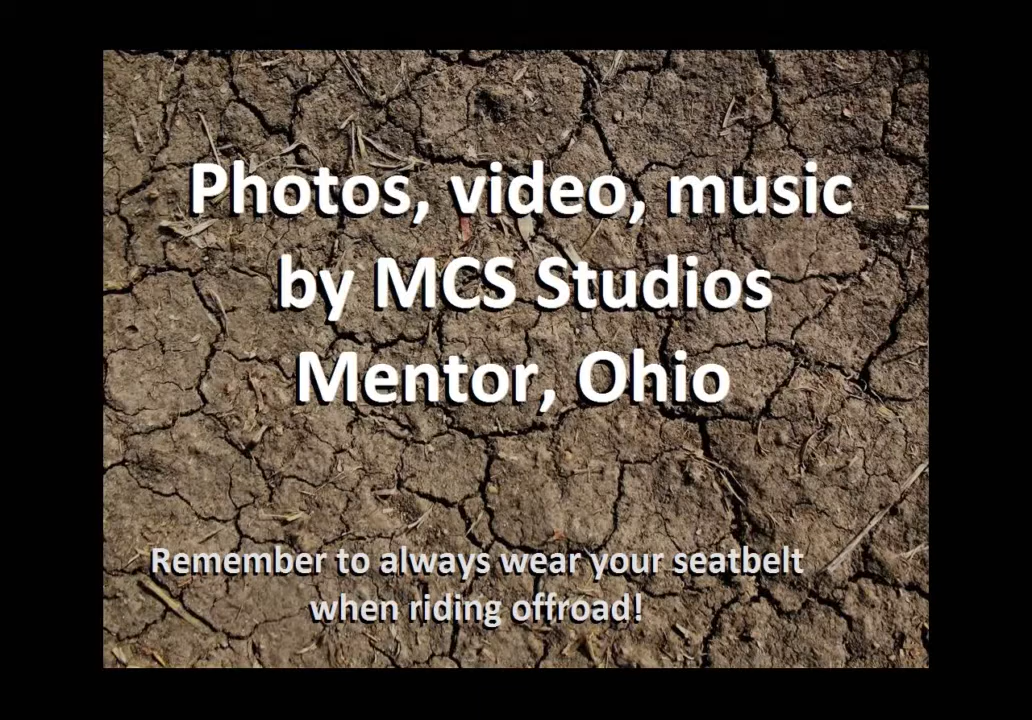 Photos, video, music
by MCS Studios
Mentor, Ohio
Remember to always wear your seatbelt
when riding offroad!